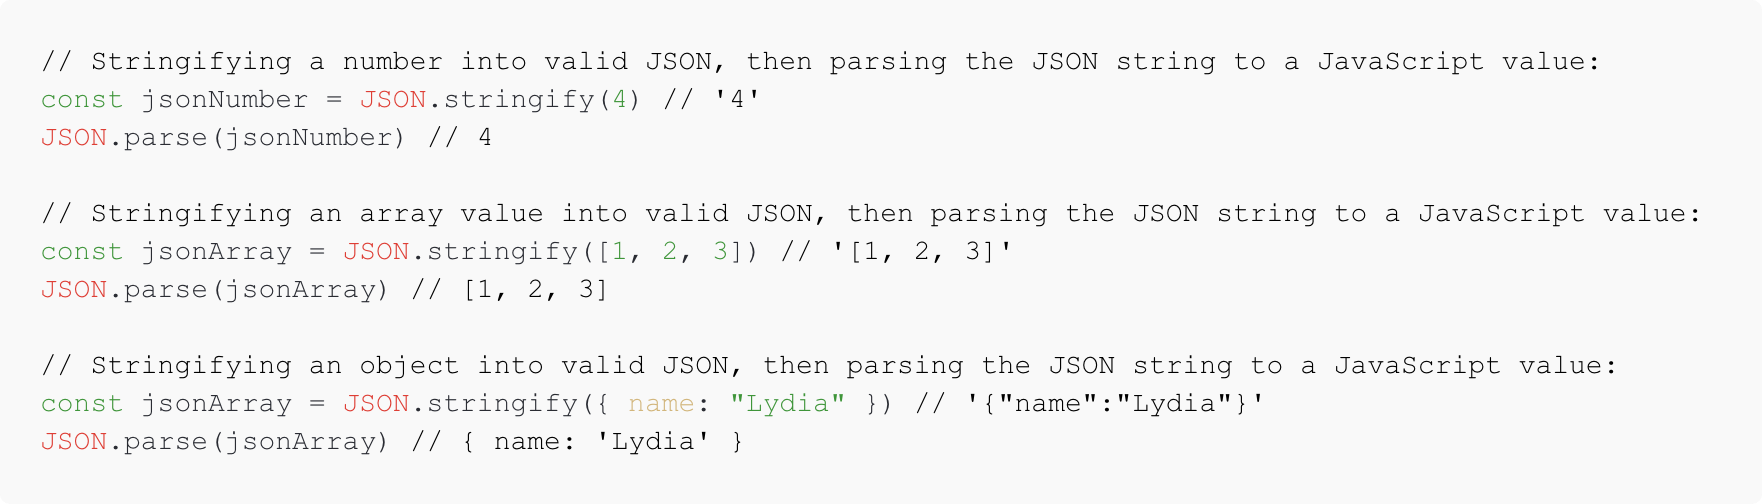 // Stringifying a number into valid JSON, then parsing the JSON string to a JavaScript value:
const jsonNumber = JSON.stringify(4) // '4'
JSON.parse(jsonNumber) // 4
// Stringifying an array value into valid JSON, then parsing the JSON string to a JavaScript value:
const jsonArray = JSON.stringify([1, 2, 3]) // '[1, 2, 3]'
JSON.parse(jsonArray) // [1, 2, 3]
// Stringifying an object into valid JSON, then parsing the JSON string to a JavaScript value:
const jsonArray = JSON.stringify({ name: "Lydia" }) // '{"name":"Lydia"}'
JSON.parse(jsonArray) // { name: 'Lydia' }